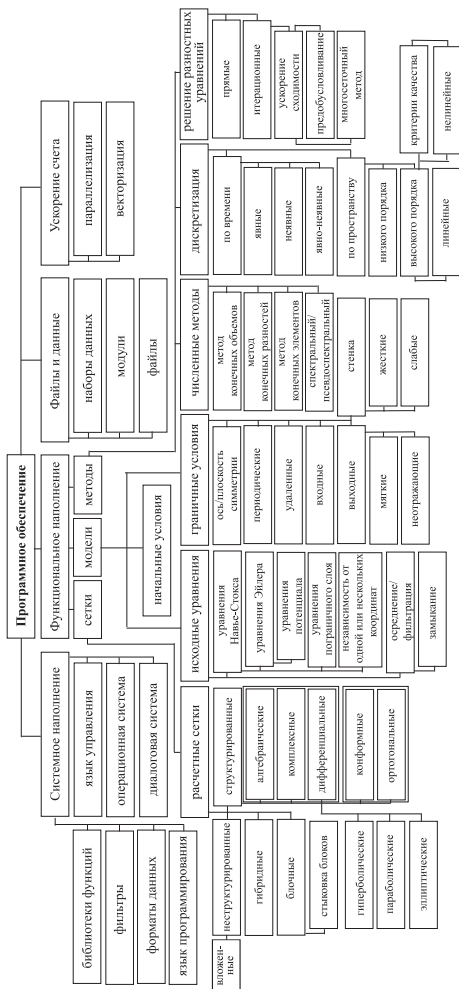 Программное обеспечение
Системное наполнение
Функциональное наполнение
Файлы и данные
Ускорение счета
язык управления
операционная система
диалоговая система
библиотеки функций
фильтры
форматы данных
язык программирования
сетки
модели
методы
начальные условия
наборы данных
модули
файлы
параллелизация
векторизация
расчетные сетки
структурированные
алгебраические
комплексные
дифференциальные
конформные
ортогональные
неструктурированные
гибридные
блочные
стыковка блоков
гиперболические
параболические
эллиптические
вложен-
ные
исходные уравнения
уравнения
Навье-Стокса
уравнения Эйлера
уравнения
потенциала
уравнения
пограничного слоя
независимость от
одной или нескольких
координат
осреднение/
фильтрация
замыкание
граничные условия
ось/плоскость
симметрии
периодические
удаленные
входные
выходные
мягкие
неотражающие
стенка
жесткие
слабые
численные методы
метод
конечных объемов
метод
конечных разностей
метод
конечных элементов
спектральный/
псевдоспектральный
дискретизация
по времени
явные
неявные
явно-неявные
по пространству
низкого порядка
высокого порядка
линейные
нелинейные
критерии качества
решение разностных
уравнений
прямые
итерационные
ускорение
сходимости
предобусловливание
многосеточный
метод